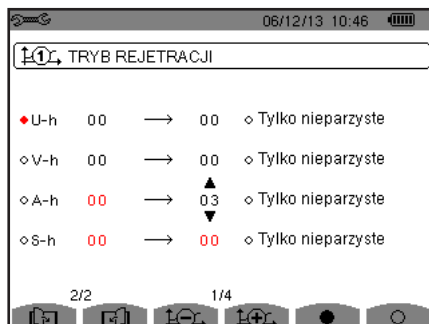 06/12/13 10:46
1 TRYB REJETRACJI
U-h 00 → 00 Tylko nieparzyste
V-h 00 → 00 Tylko nieparzyste
A-h 00 → 03 Tylko nieparzyste
S-h 00 → 00 Tylko nieparzyste
2/2 1/4